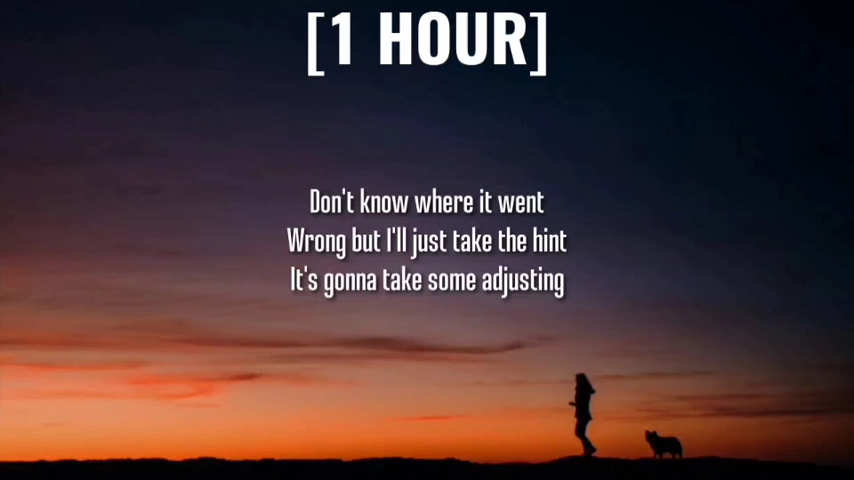 [1 HOUR]
Don't know where it went
Wrong but I'll just take the hint
It's gonna take some adjusting